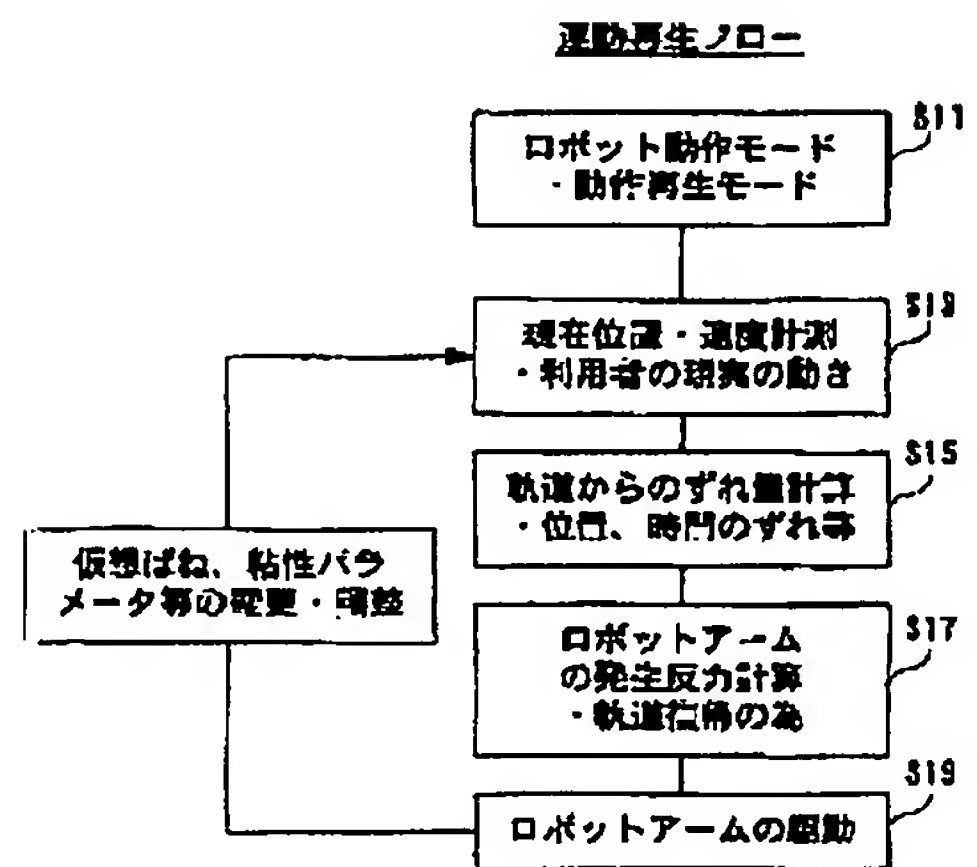 運動再生フロー
S11
ロボット動作モード
・動作再生モード
S13
現在位置・速度計測
・利用者の現実の動き
S15
軌道からのずれ量計算
・位置、時間のずれ等
仮想ばね、粘性パラ
メータ等の変更・調整
S17
ロボットアーム
の発生反力計算
・軌道復帰の為
S19
ロボットアームの駆動